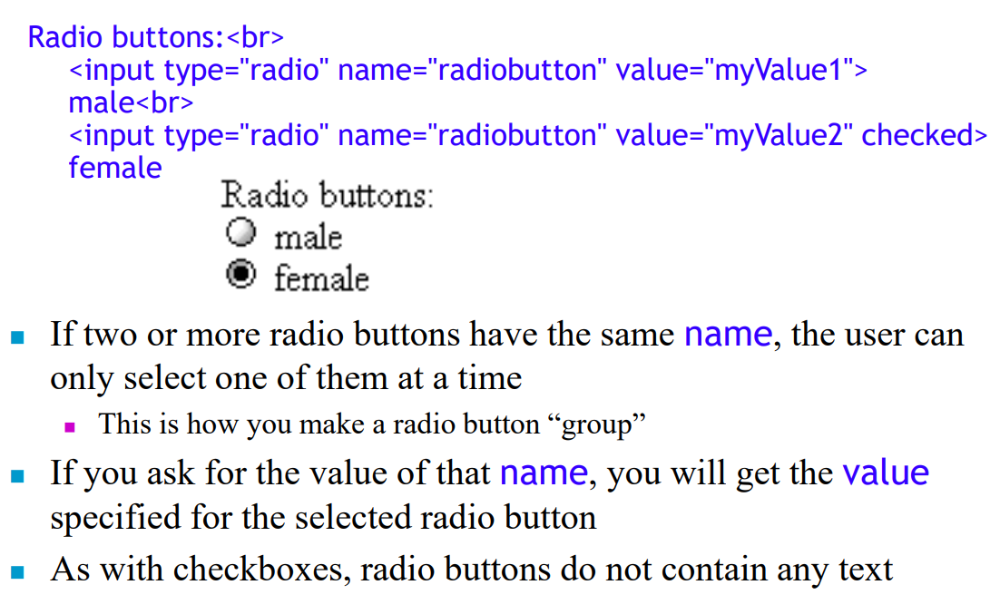 Radio buttons:<br>
<input type="radio" name="radiobutton" value="myValue1">
male<br>
<input type="radio" name="radiobutton" value="myValue2" checked>
female
Radio buttons:
male
female
If two or more radio buttons have the same name, the user can
only select one of them at a time
This is how you make a radio button “group”
If you ask for the value of that name, you will get the value
specified for the selected radio button
As with checkboxes, radio buttons do not contain any text